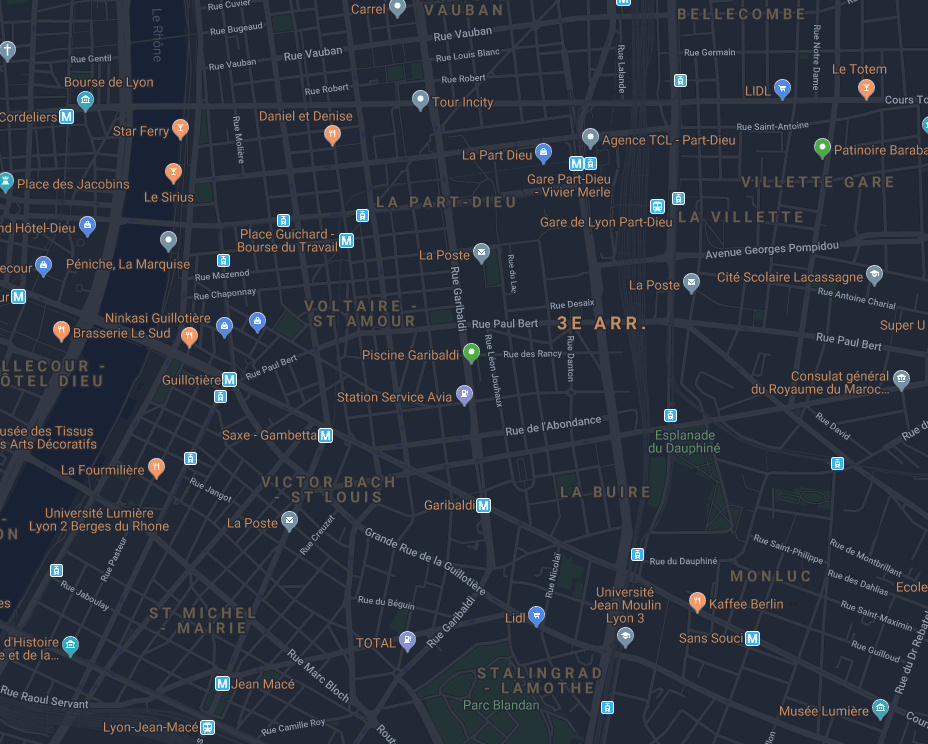 Rue Cuvier
Carrel
VAUBAN
BELLECOMBE
Rue Bugeaud
Le Rhône
Rue Vauban
Rue Vauban
Rue Louis Blanc
Rue Germain
Rue Notre Dame
Rue Gentil
Rue Vauban
Rue Lalande
Le Totem
Bourse de Lyon
Rue Robert
Rue Robert
LIDL
Tour Incity
Cours To
Cordeliers
Daniel et Denise
Star Ferry
Rue Molière
Rue Saint-Antoine
Agence TCL - Part-Dieu
Patinoire Baraba
La Part Dieu
Gare Part-Dieu
- Vivier Merle
Place des Jacobins
VILLETTE GARE
Le Sirius
LA PART-DIEU
LA VILLETTE
Gare de Lyon Part-Dieu
nd Hôtel-Dieu
Place Guichard -
Bourse du Travail
Avenue Georges Pompidou
La Poste
Péniche, La Marquise
ecour
Rue Mazenod
Rue du Lac
Cité Scolaire Lacassagne
La Poste
Rue Garibaldi
Rue Chaponnay
ur
Rue Antoine Charial
VOLTAIRE -
ST AMOUR
Rue Desaix
Ninkasi Guillotière
Rue Paul Bert
3E ARR.
Super U
Brasserie Le Sud
Rue Paul Bert
Piscine Garibaldi
Rue des Rancy
Rue Danton
Rue Léon Jouhaux
LLECOUR -
ÔTEL DIEU
Rue Paul Bert
Guillotière
Consulat général
du Royaume du Maroc...
Station Service Avia
Rue de l'Abondance
Rue David
Rue d
usée des Tissus
s Arts Décoratifs
Saxe - Gambetta
Esplanade
du Dauphiné
La Fourmilière
VICTOR BACH
- ST LOUIS
Rue Jangot
LA BUIRE
Garibaldi
Université Lumière
Lyon 2 Berges du Rhone
-
ON
La Poste
Rue Creuzet
Grande Rue de la Guillotière
Rue Pasteur
Rue Saint-Philippe
Rue de Montbrillant
Rue du Dauphiné
Rue Nicolaï
MONLUC
Rue des Dahlias
Ecole
Rue Jaboulay
Rue du Béguin
Université
Jean Moulin
Lyon 3
Kaffee Berlin
Rue Saint-Maximin
es
ST MICHEL
- MAIRIE
Rue Garibaldi
Lidl
Sans Souci
d'Histoire
e et de la...
TOTAL
Rue Guilloud
Rue du Dr Rebatel
Rue Marc Bloch
STALINGRAD
- LAMOTHE
Jean Macé
Rue Raoul Servant
Parc Blandan
Musée Lumière
Cours
Lyon-Jean-Macé
Rue Camille Roy
Rout